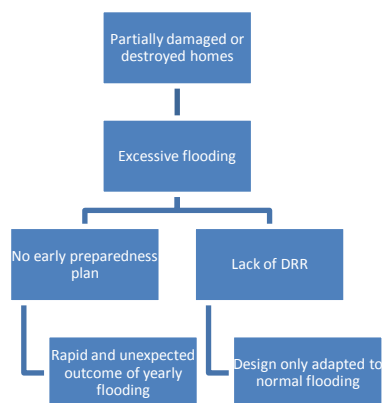 Partially damaged or
destroyed homes
Excessive flooding
No early preparedness
plan
Lack of DRR
Rapid and unexpected
outcome of yearly
flooding
Design only adapted to
normal flooding